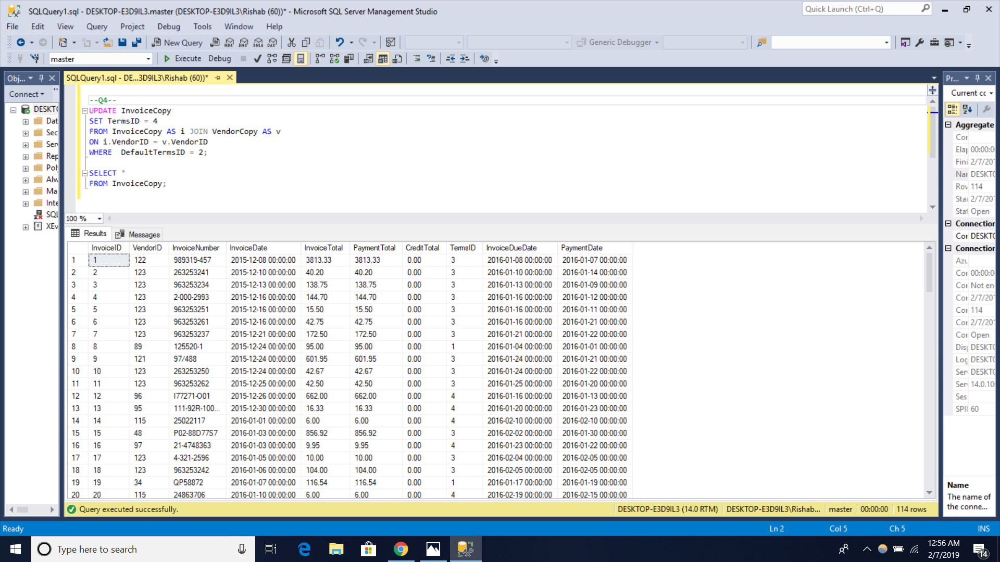 SQLQuery1.sql - DESKTOP-E3D9IL3.master (DESKTOP-E3D9IL3\Rishab (60))* - Microsoft SQL Server Management Studio
Quick Launch (Ctrl+Q)
File Edit View Query Project Debug Tools Window Help
New Query MDX DMX XMLA DAX Generic Debugger
master Execute Debug
Obj...
Connect
DESKT(
Dat
Sec
Ser
Rep
Pol
Alw
Ma
Inte
SQL
XEv
SQLQuery1.sql - DE...3D9IL3\Rishab (60))*
--Q4--
UPDATE InvoiceCopy
SET TermsID = 4
FROM InvoiceCopy AS i JOIN VendorCopy AS v
ON i.VendorID = v.VendorID
WHERE  DefaultTermsID = 2;
SELECT *
FROM InvoiceCopy;
100 %
Results Messages
InvoiceID VendorID InvoiceNumber InvoiceDate InvoiceTotal PaymentTotal CreditTotal TermsID InvoiceDueDate PaymentDate
1 1 122 989319-457 2015-12-08 00:00:00 3813.33 3813.33 0.00 3 2016-01-08 00:00:00 2016-01-07 00:00:00
2 2 123 263253241 2015-12-10 00:00:00 40.20 40.20 0.00 3 2016-01-10 00:00:00 2016-01-14 00:00:00
3 3 123 963253234 2015-12-13 00:00:00 138.75 138.75 0.00 3 2016-01-13 00:00:00 2016-01-09 00:00:00
4 4 123 2-000-2993 2015-12-16 00:00:00 144.70 144.70 0.00 3 2016-01-16 00:00:00 2016-01-12 00:00:00
5 5 123 963253251 2015-12-16 00:00:00 15.50 15.50 0.00 3 2016-01-16 00:00:00 2016-01-11 00:00:00
6 6 123 963253261 2015-12-16 00:00:00 42.75 42.75 0.00 3 2016-01-16 00:00:00 2016-01-21 00:00:00
7 7 123 963253237 2015-12-21 00:00:00 172.50 172.50 0.00 3 2016-01-21 00:00:00 2016-01-22 00:00:00
8 8 89 125520-1 2015-12-24 00:00:00 95.00 95.00 0.00 1 2016-01-04 00:00:00 2016-01-01 00:00:00
9 9 121 97/488 2015-12-24 00:00:00 601.95 601.95 0.00 3 2016-01-24 00:00:00 2016-01-21 00:00:00
10 10 123 263253250 2015-12-24 00:00:00 42.67 42.67 0.00 3 2016-01-24 00:00:00 2016-01-22 00:00:00
11 11 123 963253262 2015-12-25 00:00:00 42.50 42.50 0.00 3 2016-01-25 00:00:00 2016-01-20 00:00:00
12 12 96 I77271-O01 2015-12-26 00:00:00 662.00 662.00 0.00 4 2016-01-16 00:00:00 2016-01-13 00:00:00
13 13 95 111-92R-100... 2015-12-30 00:00:00 16.33 16.33 0.00 4 2016-01-20 00:00:00 2016-01-23 00:00:00
14 14 115 25022117 2016-01-01 00:00:00 6.00 6.00 0.00 4 2016-02-10 00:00:00 2016-02-10 00:00:00
15 15 48 P02-88D77S7 2016-01-03 00:00:00 856.92 856.92 0.00 3 2016-02-02 00:00:00 2016-01-30 00:00:00
16 16 97 21-4748363 2016-01-03 00:00:00 9.95 9.95 0.00 4 2016-01-23 00:00:00 2016-01-22 00:00:00
17 17 123 4-321-2596 2016-01-05 00:00:00 10.00 10.00 0.00 3 2016-02-04 00:00:00 2016-02-05 00:00:00
18 18 123 963253242 2016-01-06 00:00:00 104.00 104.00 0.00 3 2016-02-05 00:00:00 2016-02-05 00:00:00
19 19 34 QP58872 2016-01-07 00:00:00 116.54 116.54 0.00 1 2016-01-17 00:00:00 2016-01-19 00:00:00
20 20 115 24863706 2016-01-10 00:00:00 6.00 6.00 0.00 4 2016-02-19 00:00:00 2016-02-15 00:00:00
Query executed successfully. DESKTOP-E3D9IL3 (14.0 RTM) DESKTOP-E3D9IL3\Rishab... master 00:00:00 114 rows
Pr...
Current cc
Aggregate
Cor
Elap 00:00:0
Fini 2/7/20
Nar DESKTO
Row 114
Star 2/7/20
Stat Open
Connection
Cor DESKTO
Connection
Azu
Cor 00:00:0
Cor Not en
Cor 2/7/20
Cor 114
Cor 2/7/20
Cor Open
Disp DESKTO
Log DESKTO
Ser DESKTO
Ser 14.0.10
Ses
SPII 60
Name
The name of
the conne...
Ready Ln 2 Col 5 Ch 5 INS
Type here to search
12:56 AM
2/7/2019
14